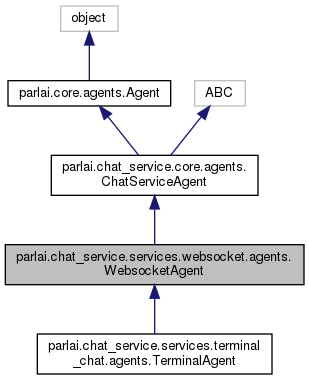 object
parlai.core.agents.Agent
ABC
parlai.chat_service.core.agents.
ChatServiceAgent
parlai.chat_service.services.websocket.agents.
WebsocketAgent
parlai.chat_service.services.terminal
_chat.agents.TerminalAgent